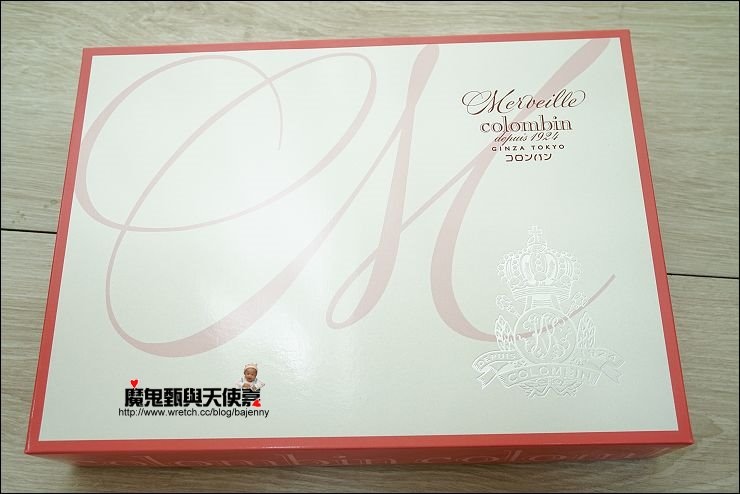 M
Merveille
colombin
depuis 1924
GINZA TOKYO
コロンバン
DEPUIS GINZA
COLOMBIN
魔鬼甄與天使嘉
http://www.wretch.cc/blog/bajenny
colombin colom